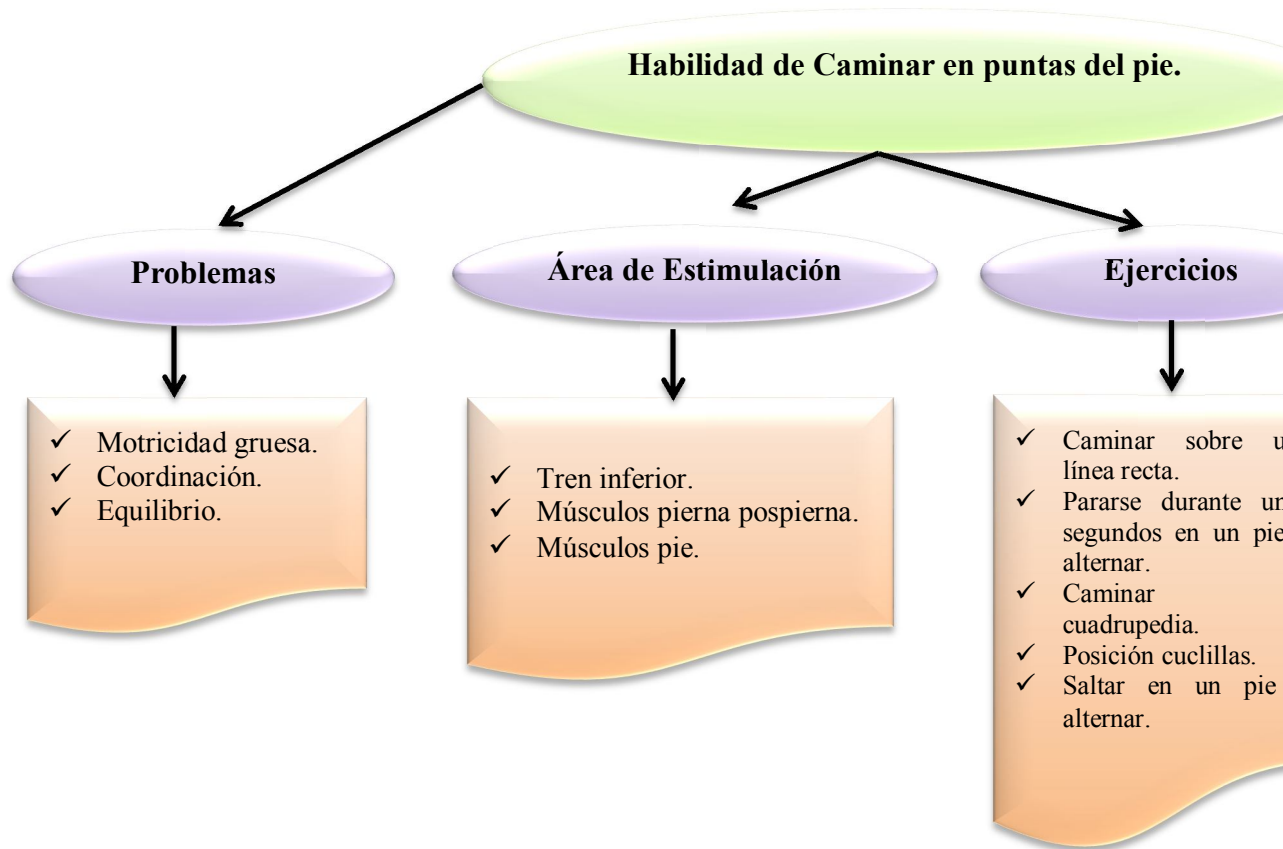 Habilidad de Caminar en puntas del pie.
Problemas
Área de Estimulación
Ejercicios
✓ Motricidad gruesa.
✓ Coordinación.
✓ Equilibrio.
✓ Tren inferior.
✓ Músculos pierna pospierna.
✓ Músculos pie.
✓ Caminar sobre
línea recta.
✓ Pararse durante
segundos en un pie
alternar.
✓ Caminar
cuadrupedia.
✓ Posición cuclillas.
✓ Saltar en un pie
alternar.